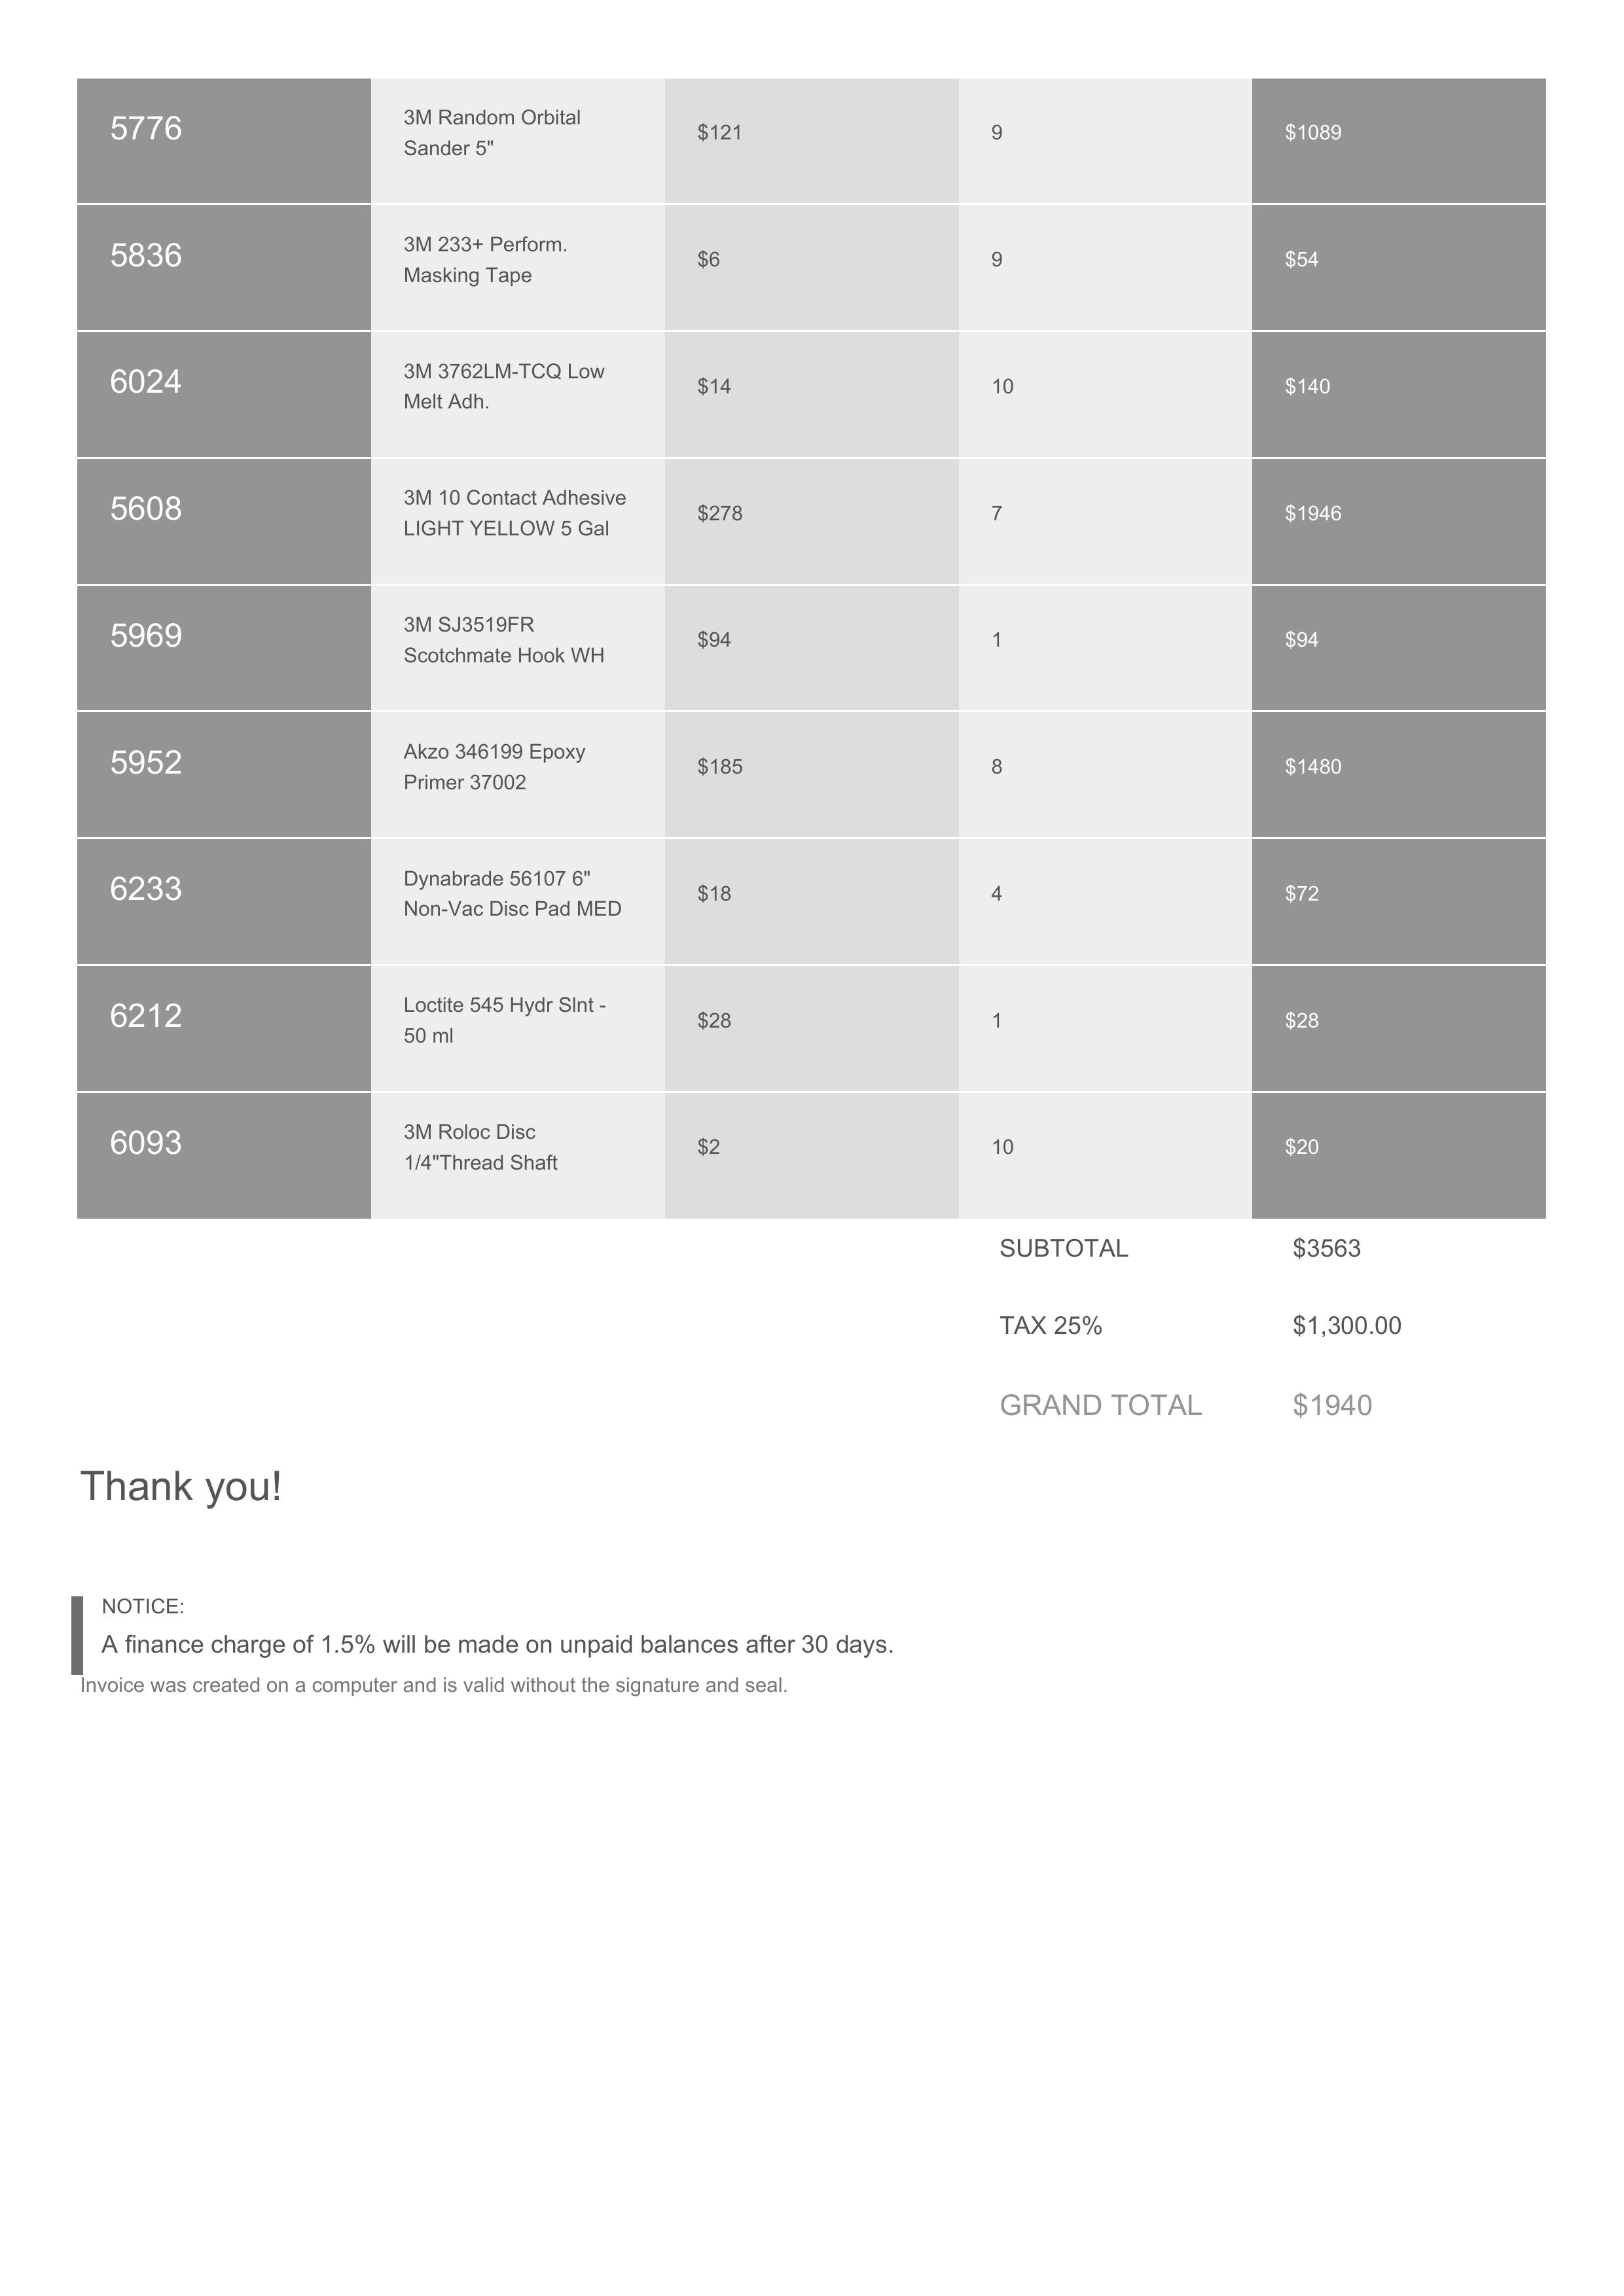 5776
3M Random Orbital
Sander 5"
$121
9
$1089
5836
3M 233+ Perform.
Masking Tape
$6
9
$54
6024
3M 3762LM-TCQ Low
Melt Adh.
$14
10
$140
5608
3M 10 Contact Adhesive
LIGHT YELLOW 5 Gal
$278
7
$1946
5969
3M SJ3519FR
Scotchmate Hook WH
$94
1
$94
5952
Akzo 346199 Epoxy
Primer 37002
$185
8
$1480
6233
Dynabrade 56107 6"
Non-Vac Disc Pad MED
$18
4
$72
6212
Loctite 545 Hydr Slnt -
50 ml
$28
1
$28
6093
3M Roloc Disc
1/4"Thread Shaft
$2
10
$20
SUBTOTAL $3563
TAX 25% $1,300.00
GRAND TOTAL $1940
Thank you!
NOTICE:
A finance charge of 1.5% will be made on unpaid balances after 30 days.
Invoice was created on a computer and is valid without the signature and seal.